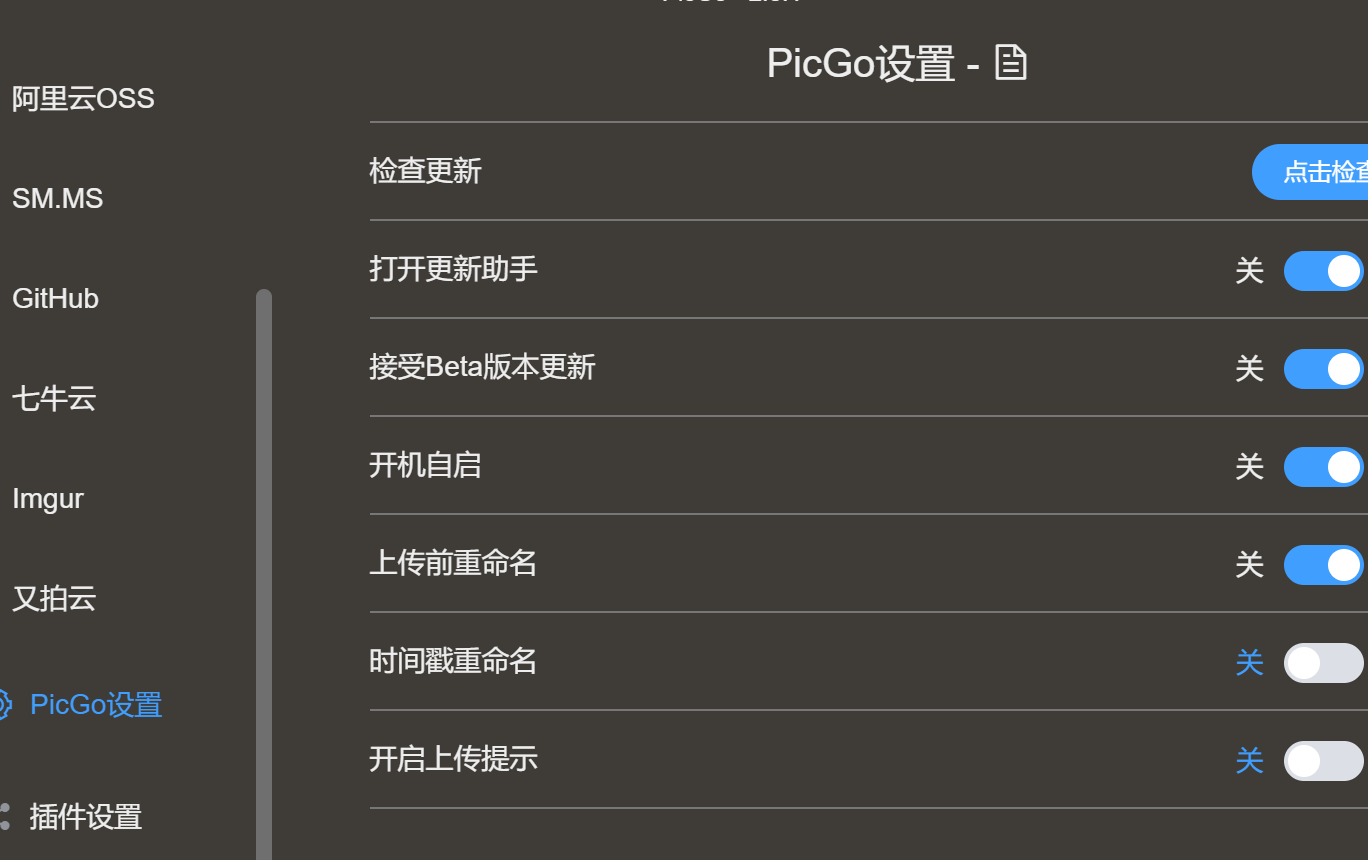 PicGo设置 -
阿里云OSS
SM.MS
GitHub
七牛云
Imgur
又拍云
PicGo设置
插件设置
检查更新
点击检查
打开更新助手
关
接受Beta版本更新
关
开机自启
关
上传前重命名
关
时间戳重命名
关
开启上传提示
关